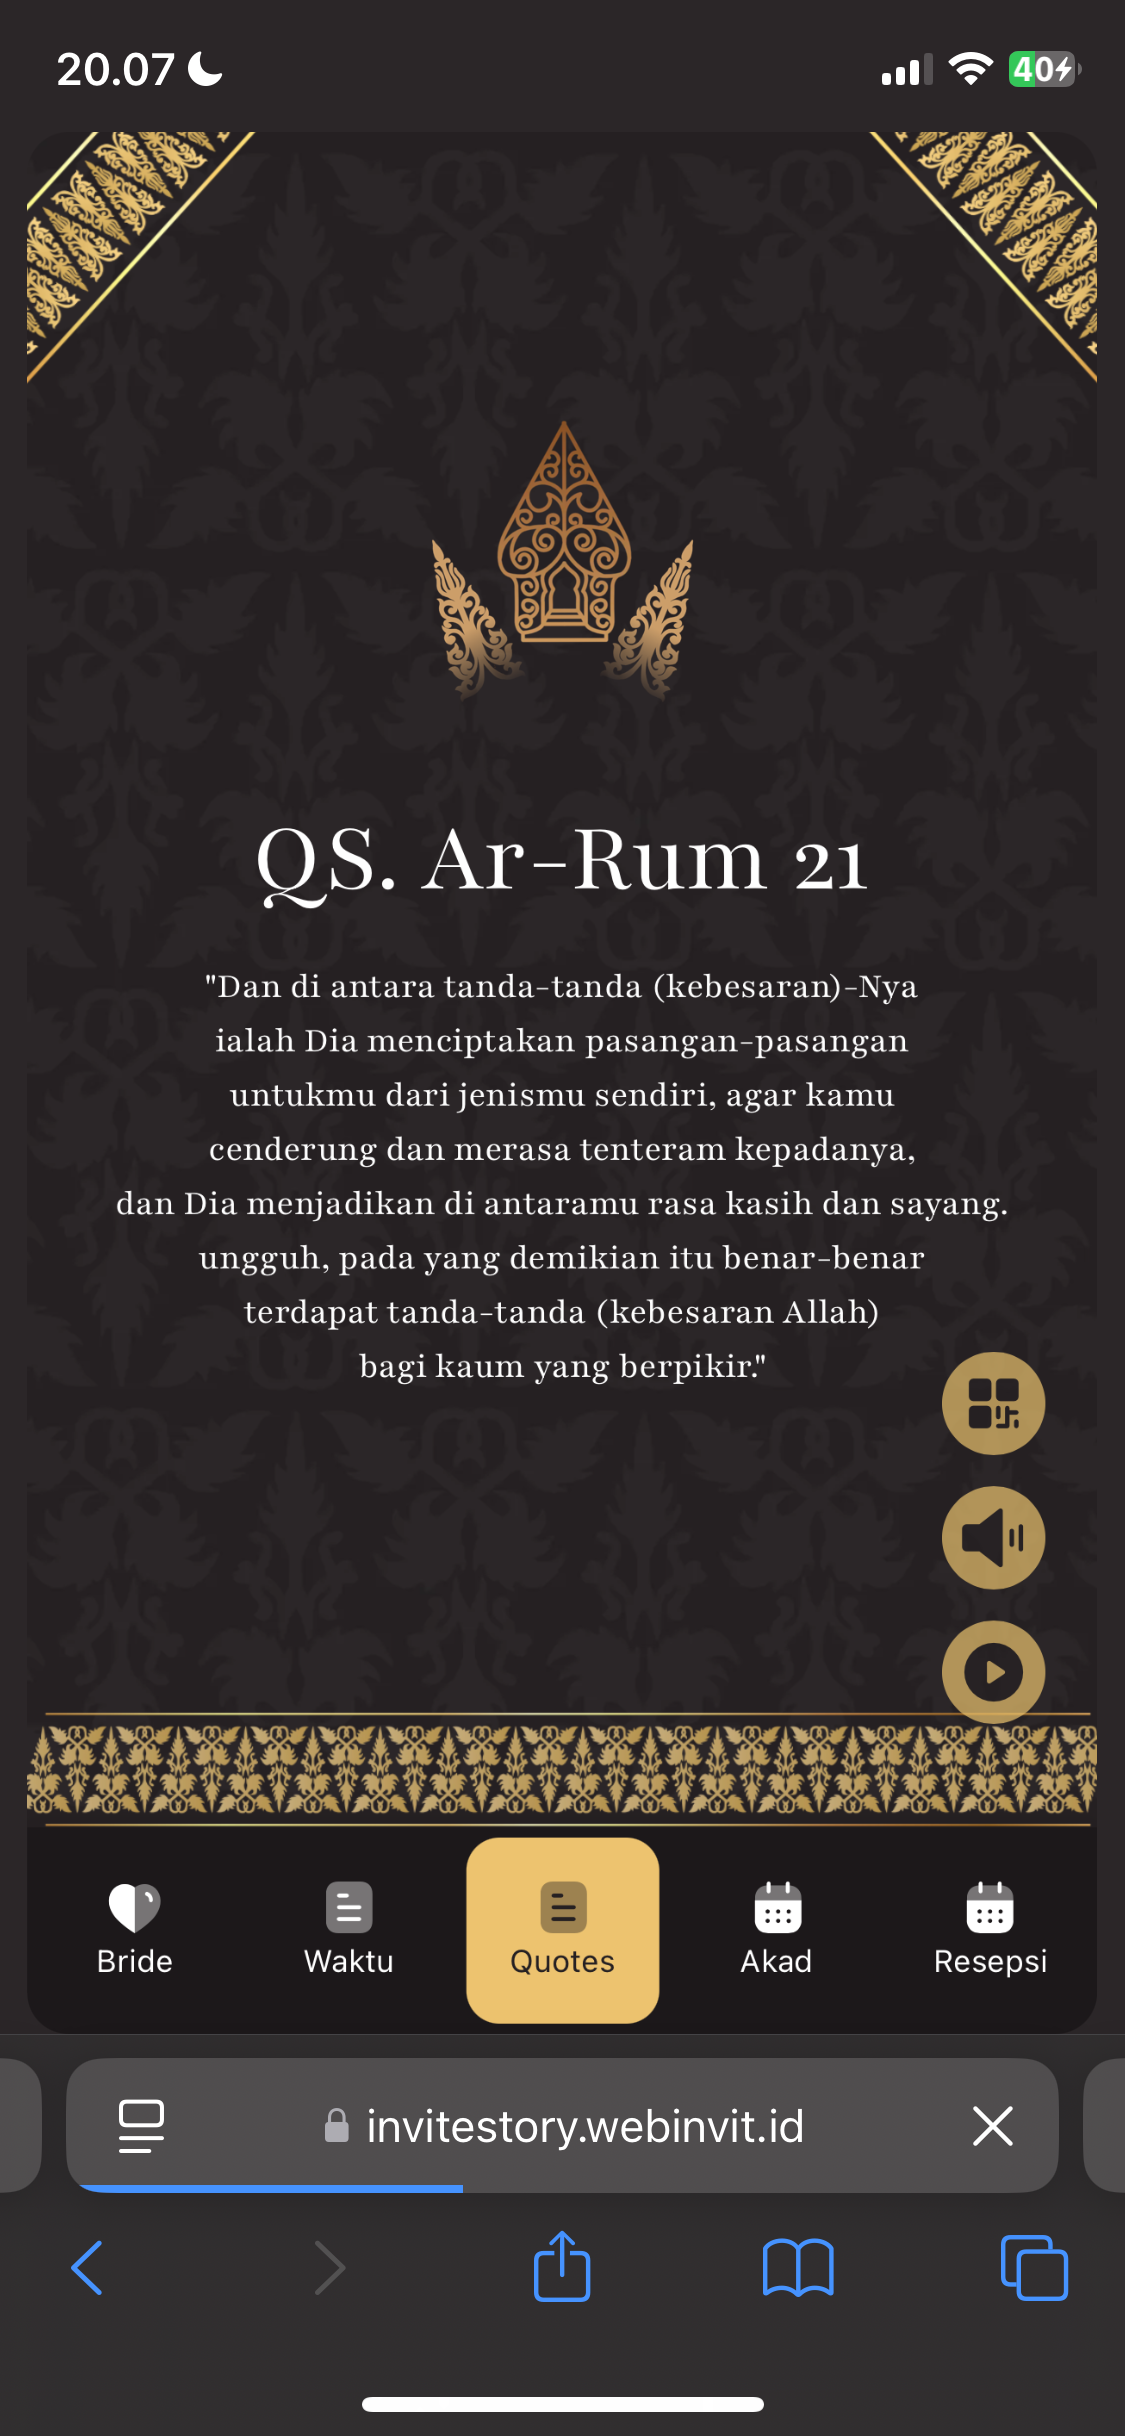 20.07
40
QS. Ar-Rum 21
"Dan di antara tanda-tanda (kebesaran)-Nya
ialah Dia menciptakan pasangan-pasangan
untukmu dari jenismu sendiri, agar kamu
cenderung dan merasa tenteram kepadanya,
dan Dia menjadikan di antaramu rasa kasih dan sayang.
ungguh, pada yang demikian itu benar-benar
terdapat tanda-tanda (kebesaran Allah)
bagi kaum yang berpikir."
Bride
Waktu
Quotes
Akad
Resepsi
invitestory.webinvit.id